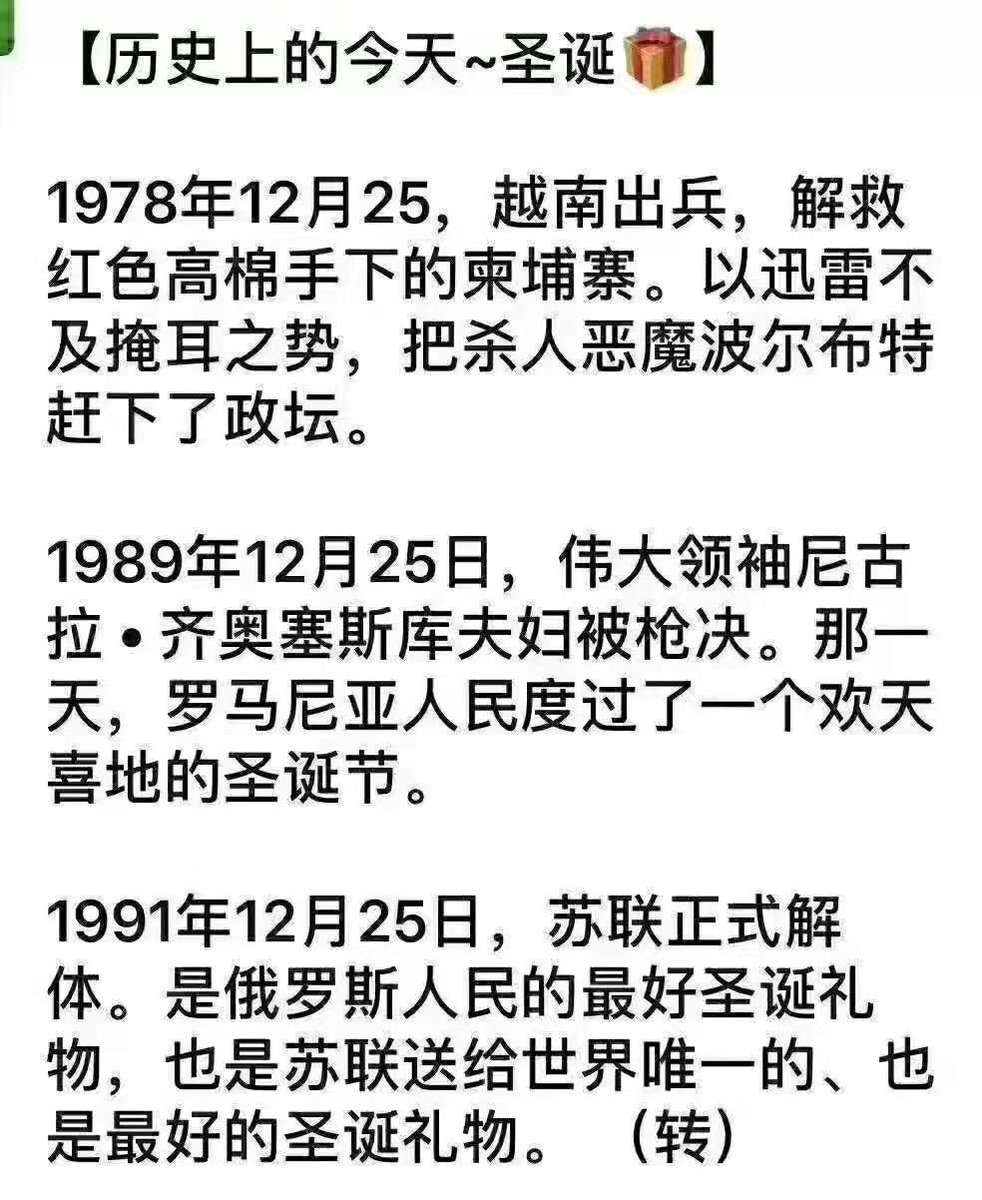 【历史上的今天~圣诞🎁】
1978年12月25，越南出兵，解救
红色高棉手下的柬埔寨。以迅雷不
及掩耳之势，把杀人恶魔波尔布特
赶下了政坛。
1989年12月25日，伟大领袖尼古
拉•齐奥塞斯库夫妇被枪决。那一
天，罗马尼亚人民度过了一个欢天
喜地的圣诞节。
1991年12月25日，苏联正式解
体。是俄罗斯人民的最好圣诞礼
物，也是苏联送给世界唯一的、也
是最好的圣诞礼物。（转）